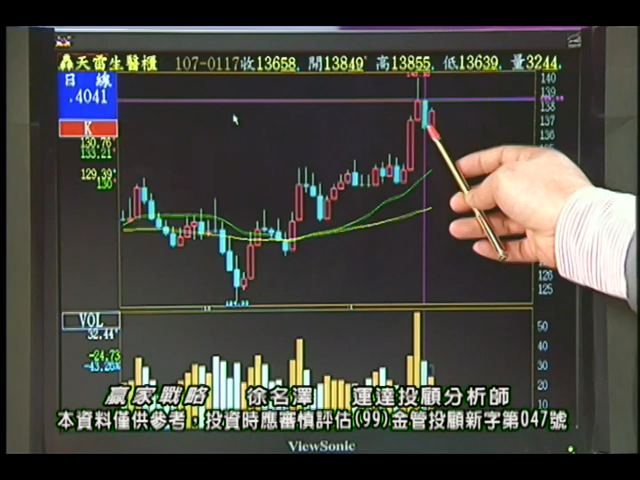 天雷生醫櫃 107-0117收13658. 開13849' 高13855. 低13639. 量3244.
日 線
.4041
K
130.76
133.21
129.39
130
140
139
138
137
136
126
125
VOL
32.44
-24.73
-43.26%
50
40
30
20
10
贏家戰略 徐名澤 運達投顧分析師
本資料僅供參考,投資時應審慎評估(99)金管投顧新字第047號
ViewSonic